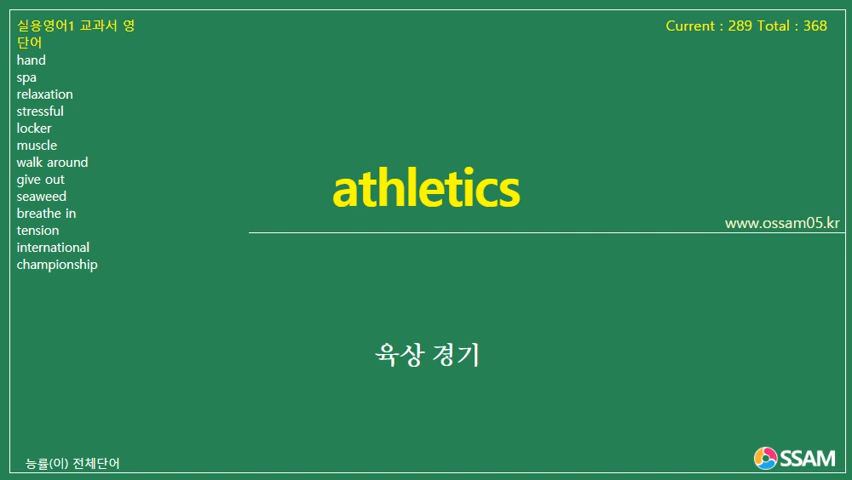 실용영어1 교과서 영
단어
hand
spa
relaxation
stressful
locker
muscle
walk around
give out
seaweed
breathe in
tension
international
championship
Current : 289 Total : 368
athletics
www.ossam05.kr
육상 경기
능률(이) 전체단어
OSSAM